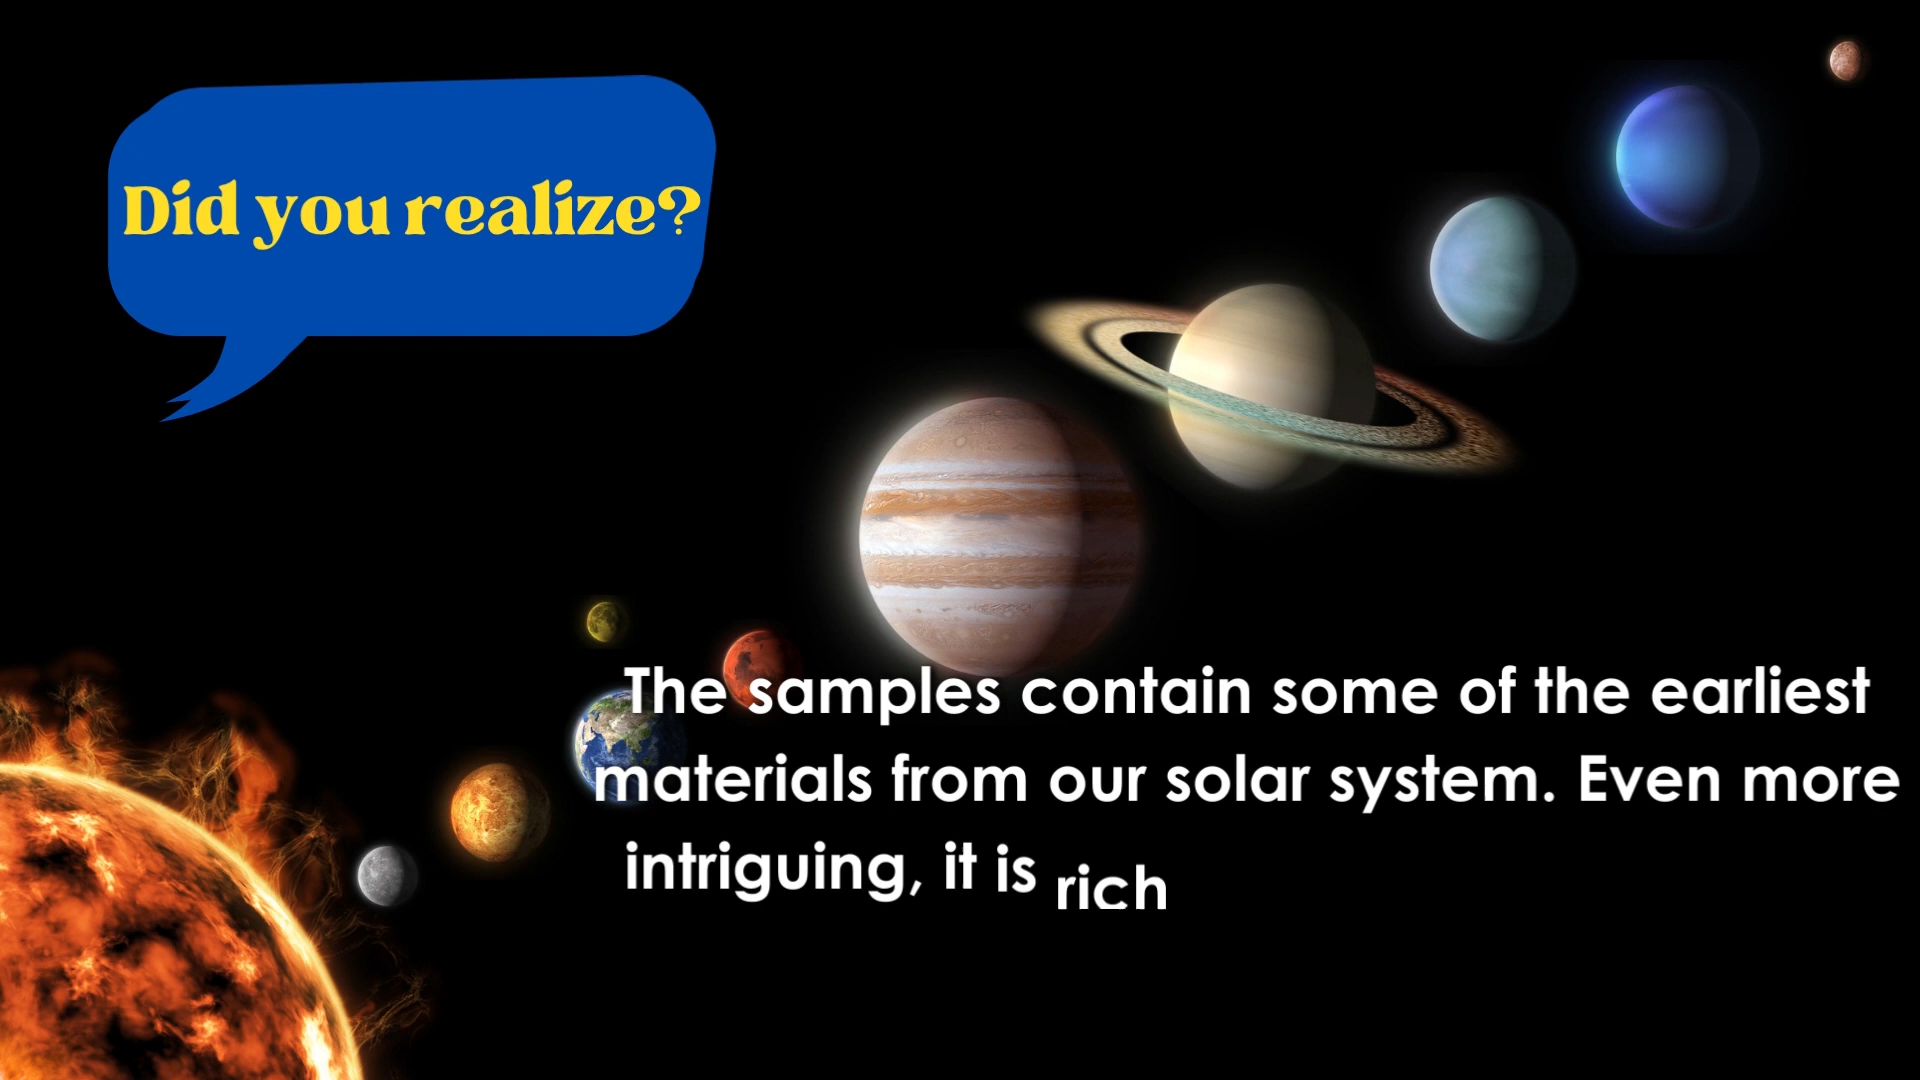 Did you realize?
The samples contain some of the earliest
materials from our solar system. Even more
intriguing, it is rich